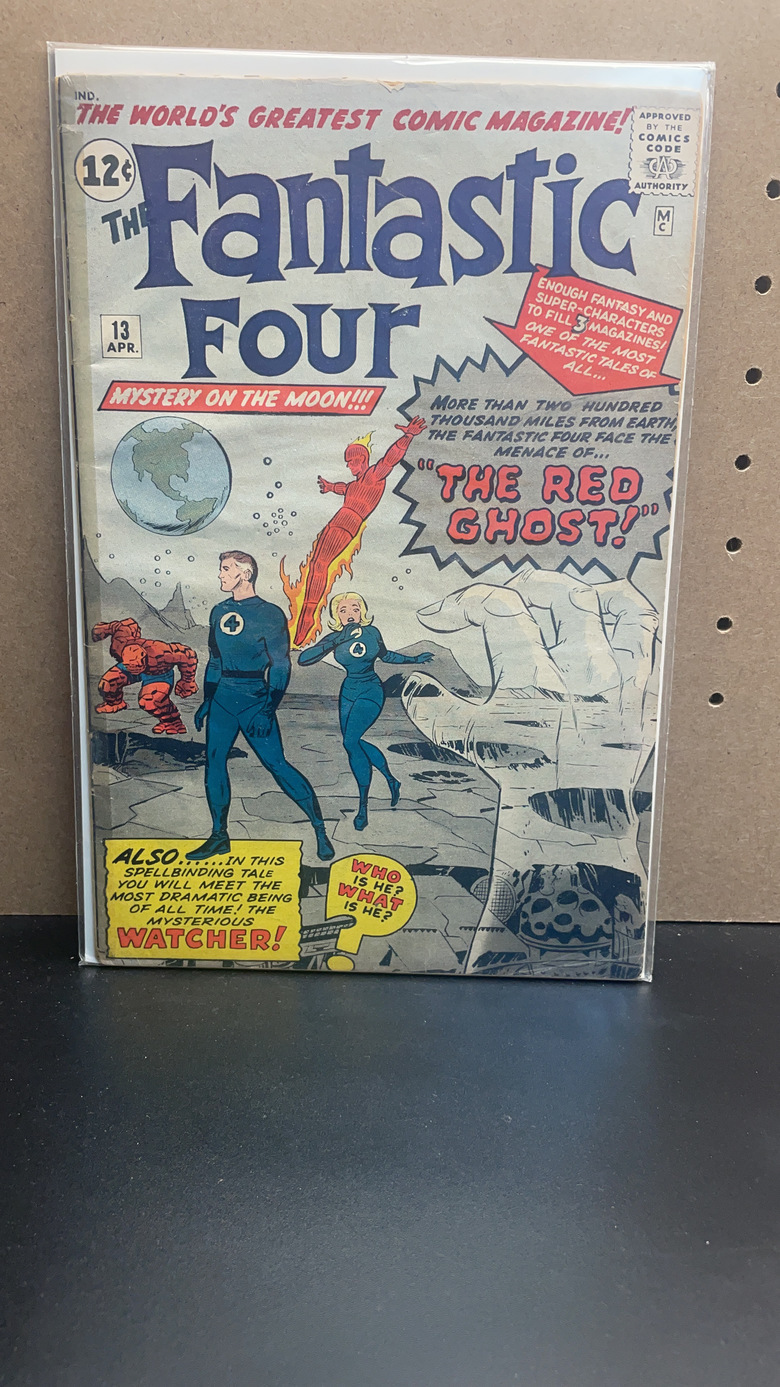 IND.
THE WORLD'S GREATEST COMIC MAGAZINE!
APPROVED
BY THE
COMICS
CODE
CA
AUTHORITY
12¢
THE Fantastic
Four
M
C
13
APR.
ENOUGH FANTASY AND
SUPER-CHARACTERS
TO FILL 3 MAGAZINES!
ONE OF THE MOST
FANTASTIC TALES OF
ALL...
MYSTERY ON THE MOON!!!
MORE THAN TWO HUNDRED
THOUSAND MILES FROM EARTH,
THE FANTASTIC FOUR FACE THE
MENACE OF...
"THE RED
GHOST!"
4
4
ALSO......IN THIS
SPELLBINDING TALE
YOU WILL MEET THE
MOST DRAMATIC BEING
OF ALL TIME! THE
MYSTERIOUS
WATCHER!
WHO
IS HE?
WHAT
IS HE?